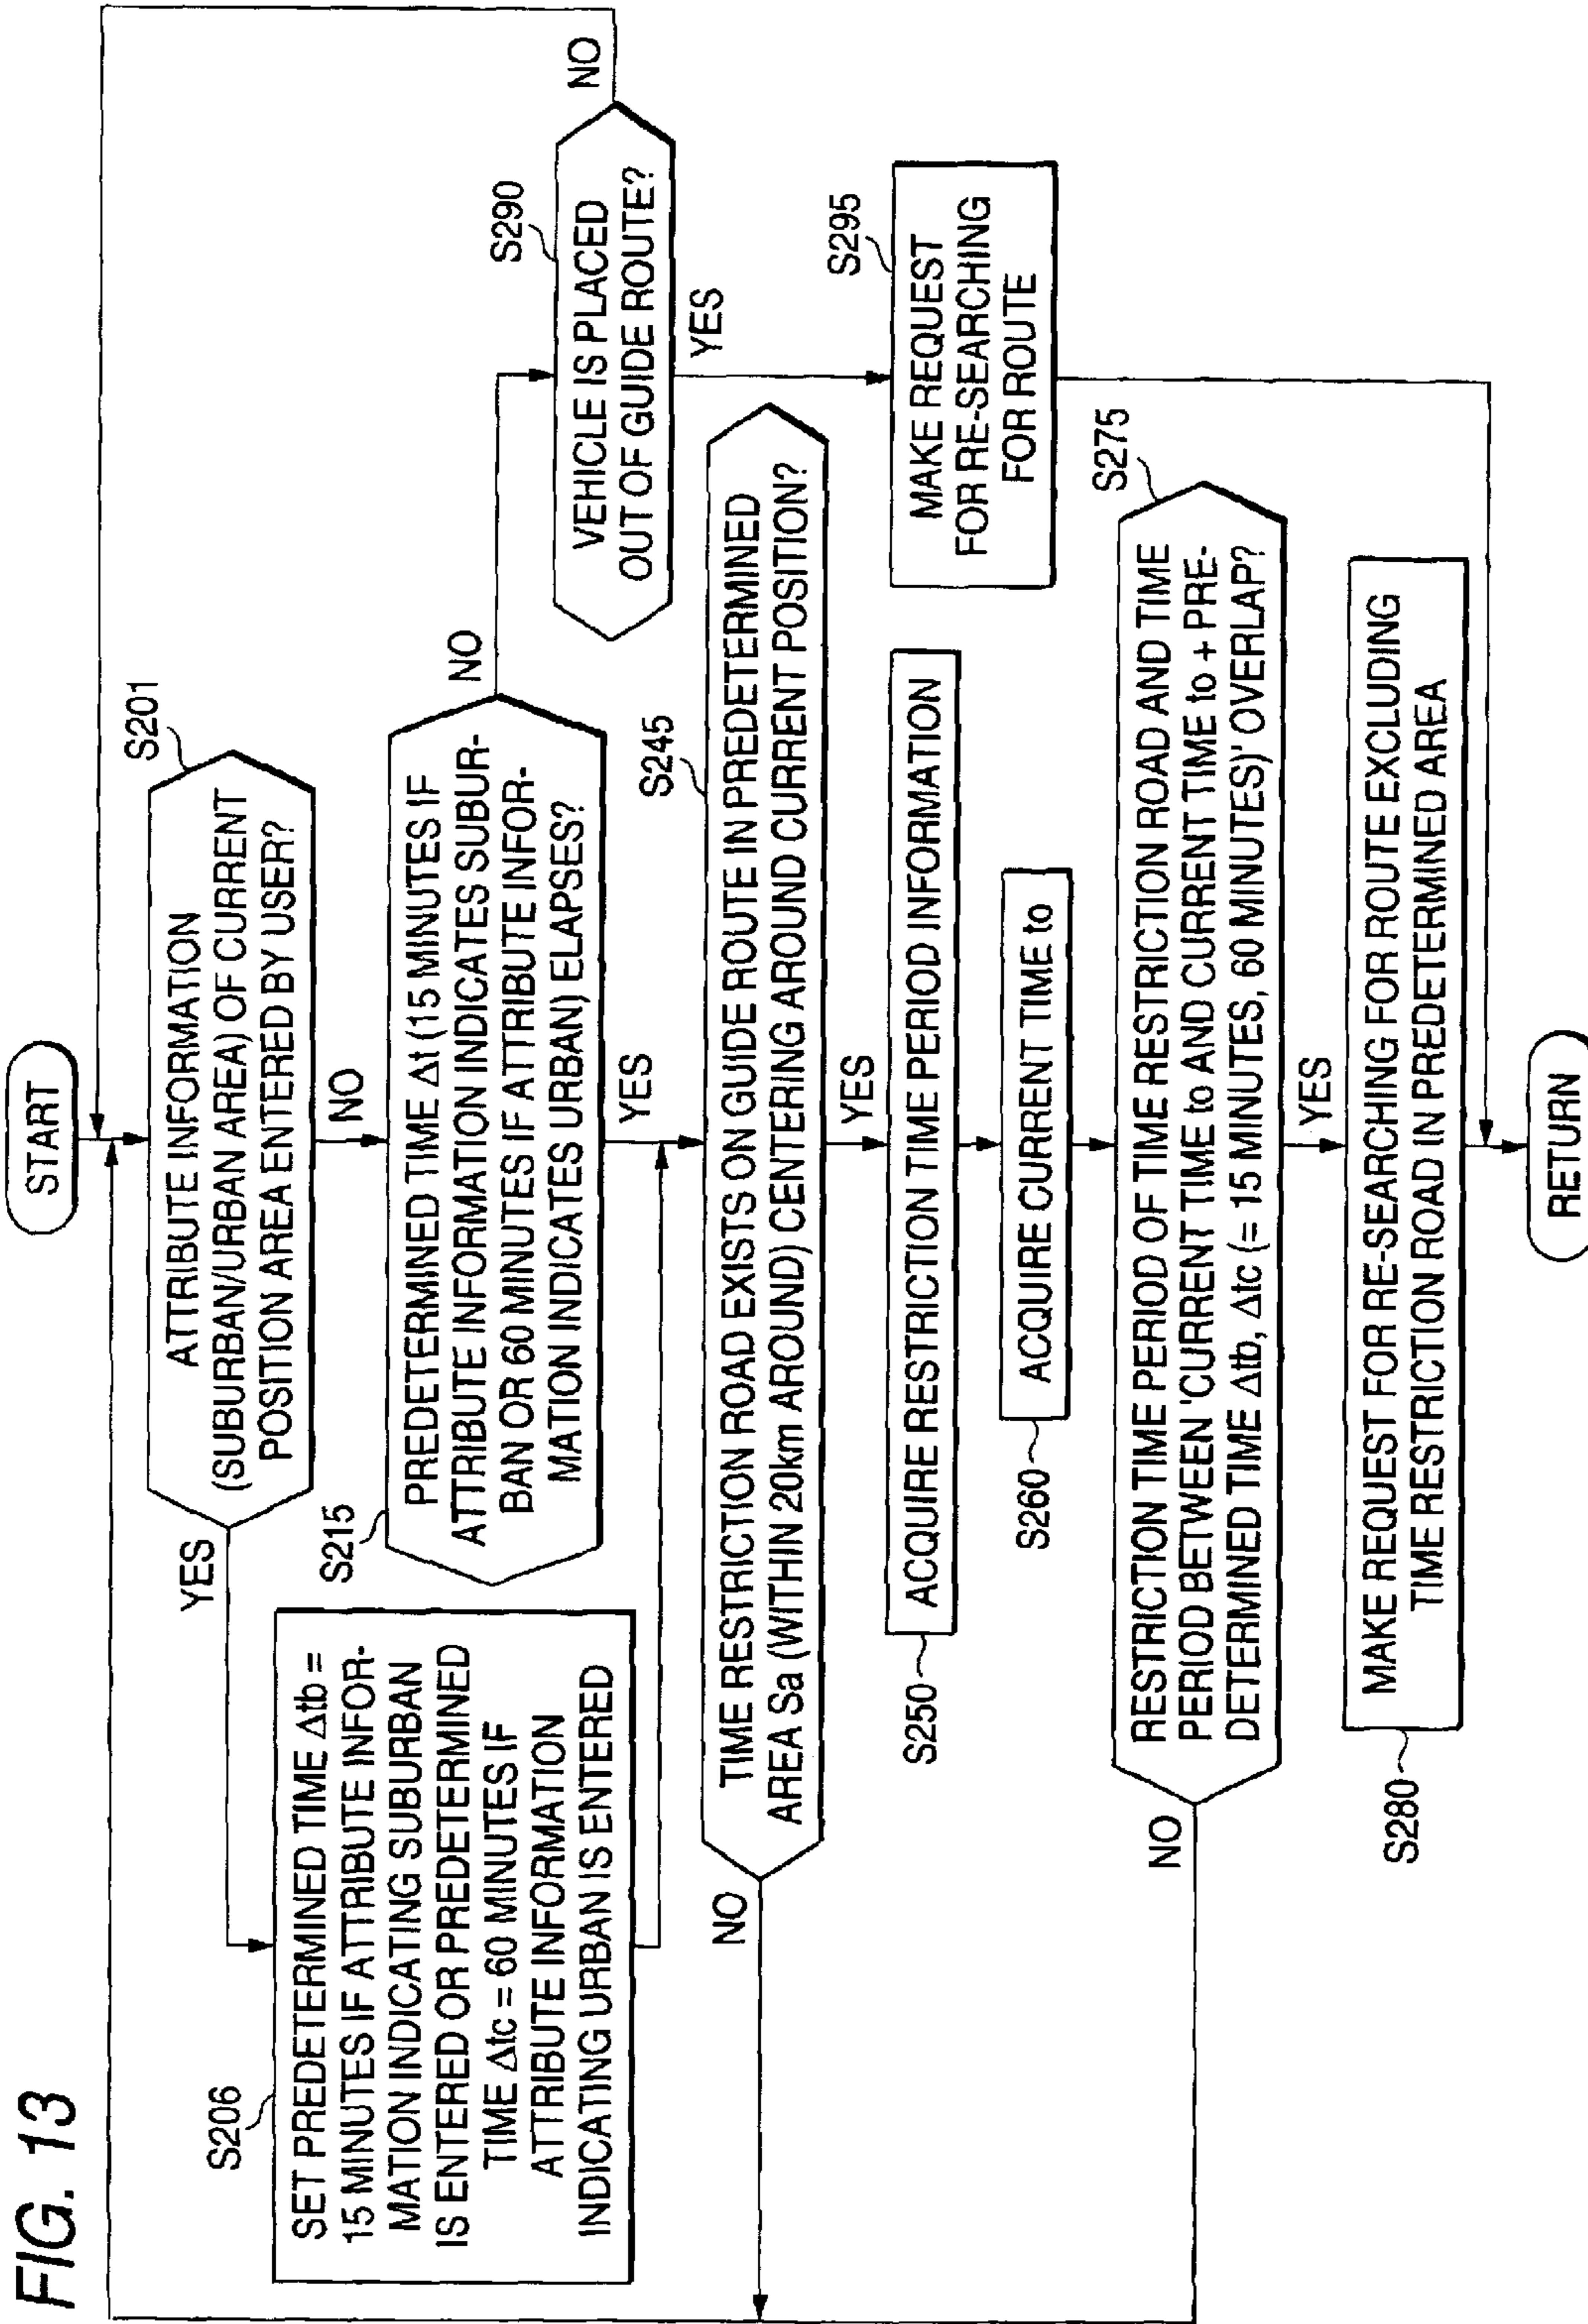 FIG. 13
START
S201
ATTRIBUTE INFORMATION
(SUBURBAN/URBAN AREA) OF CURRENT
POSITION AREA ENTERED BY USER?
YES
NO
S206
SET PREDETERMINED TIME Δtb =
15 MINUTES IF ATTRIBUTE INFOR-
MATION INDICATING SUBURBAN
IS ENTERED OR PREDETERMINED
TIME Δtc = 60 MINUTES IF
ATTRIBUTE INFORMATION
INDICATING URBAN IS ENTERED
S215
PREDETERMINED TIME Δt (15 MINUTES IF
ATTRIBUTE INFORMATION INDICATES SUBUR-
BAN OR 60 MINUTES IF ATTRIBUTE INFOR-
MATION INDICATES URBAN) ELAPSES?
NO
YES
S290
VEHICLE IS PLACED
OUT OF GUIDE ROUTE?
NO
YES
S245
TIME RESTRICTION ROAD EXISTS ON GUIDE ROUTE IN PREDETERMINED
AREA Sa (WITHIN 20km AROUND) CENTERING AROUND CURRENT POSITION?
NO
YES
S295
MAKE REQUEST
FOR RE-SEARCHING
FOR ROUTE
S250
ACQUIRE RESTRICTION TIME PERIOD INFORMATION
S260
ACQUIRE CURRENT TIME to
S275
RESTRICTION TIME PERIOD OF TIME RESTRICTION ROAD AND TIME
PERIOD BETWEEN 'CURRENT TIME to AND CURRENT TIME to + PRE-
DETERMINED TIME Δtb, Δtc (= 15 MINUTES, 60 MINUTES)' OVERLAP?
NO
YES
S280
MAKE REQUEST FOR RE-SEARCHING FOR ROUTE EXCLUDING
TIME RESTRICTION ROAD IN PREDETERMINED AREA
RETURN